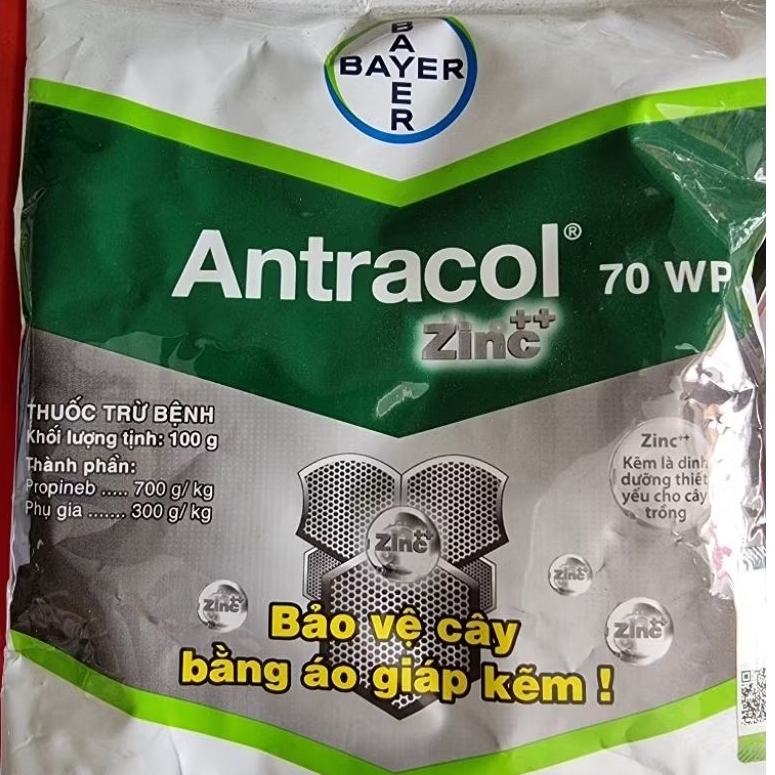 BAYER
BAYER
Antracol® 70 WP
Zinc++
THUỐC TRỪ BỆNH
Khối lượng tịnh: 100 g
Thành phần:
Propineb ..... 700 g/kg
Phụ gia ....... 300 g/kg
Zinc++
Kẽm là dinh
dưỡng thiết
yếu cho cây
trồng
Zinc++
Zinc++
Zinc++
Zinc++
Bảo vệ cây
bằng áo giáp kẽm !